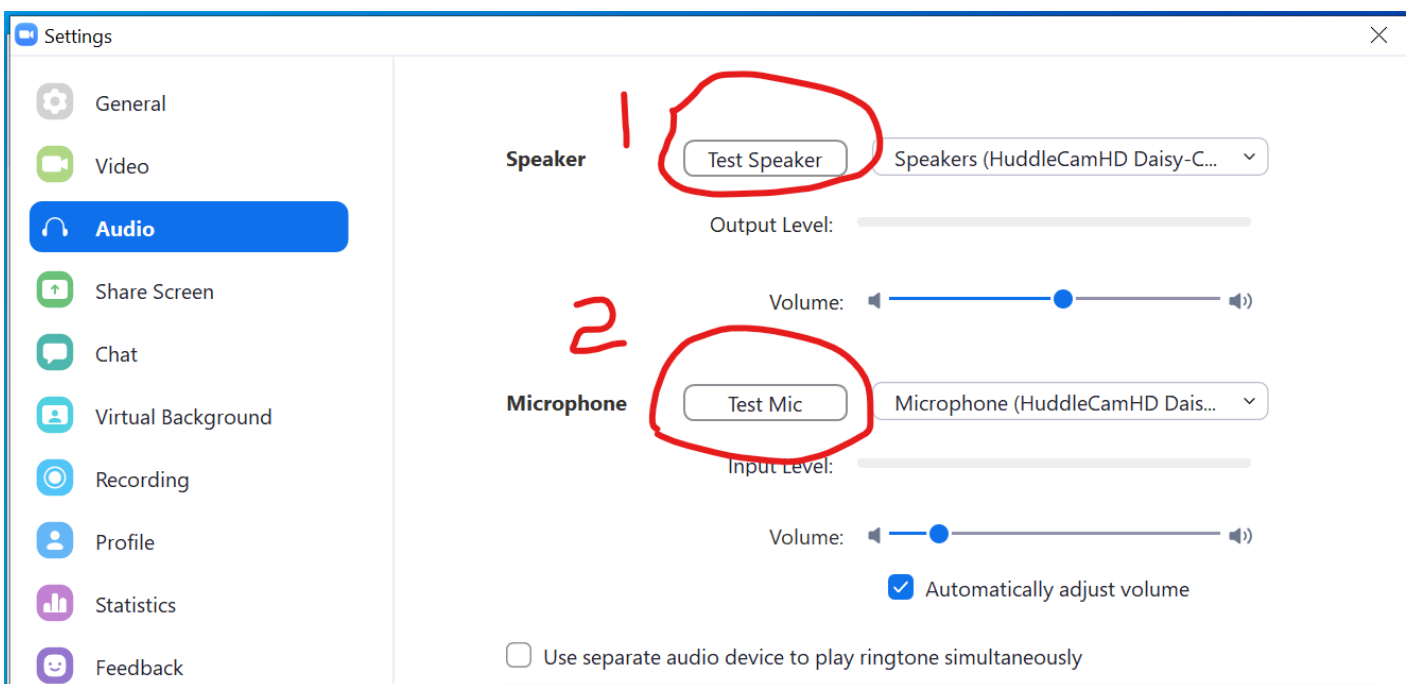 Settings
General
Video
Audio
Share Screen
Chat
Virtual Background
Recording
Profile
Statistics
Feedback
1
Speaker
Test Speaker
Speakers (HuddleCamHD Daisy-C...
Output Level:
Volume:
2
Microphone
Test Mic
Microphone (HuddleCamHD Dais...
Input Level:
Volume:
Automatically adjust volume
Use separate audio device to play ringtone simultaneously